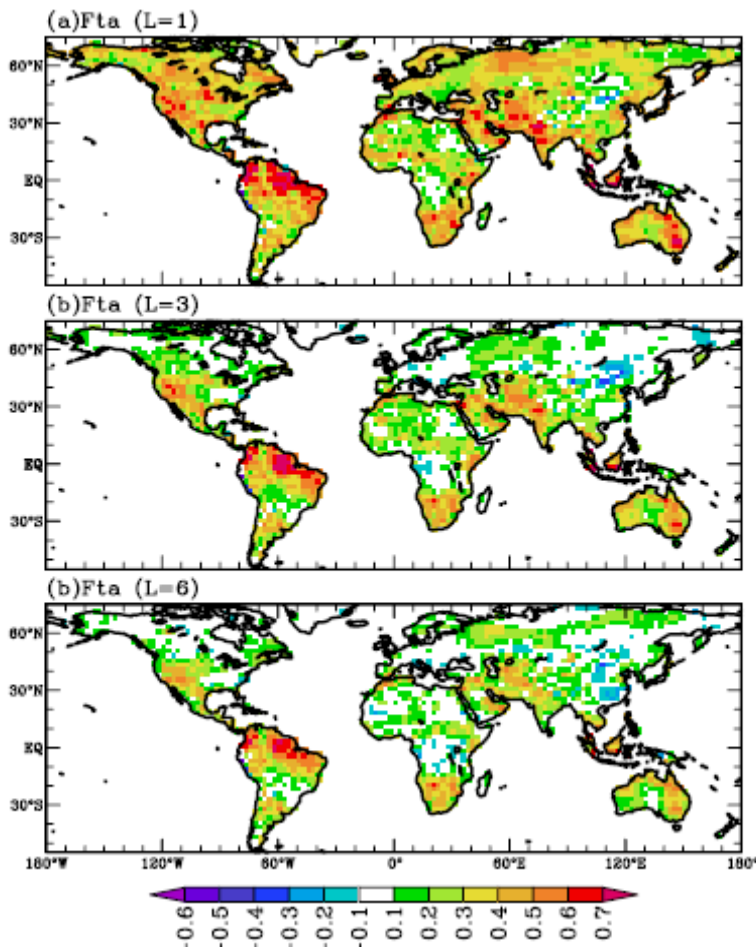 (a)Fta (L=1)
60°N
30°N
EQ
30°S
(b)Fta (L=3)
60°N
30°N
EQ
30°S
(b)Fta (L=6)
60°N
30°N
EQ
30°S
180°W 120°W 60°W 0° 60°E 120°E 180°
-0.6 -0.5 -0.4 -0.3 -0.2 -0.1 0.1 0.2 0.3 0.4 0.5 0.6 0.7